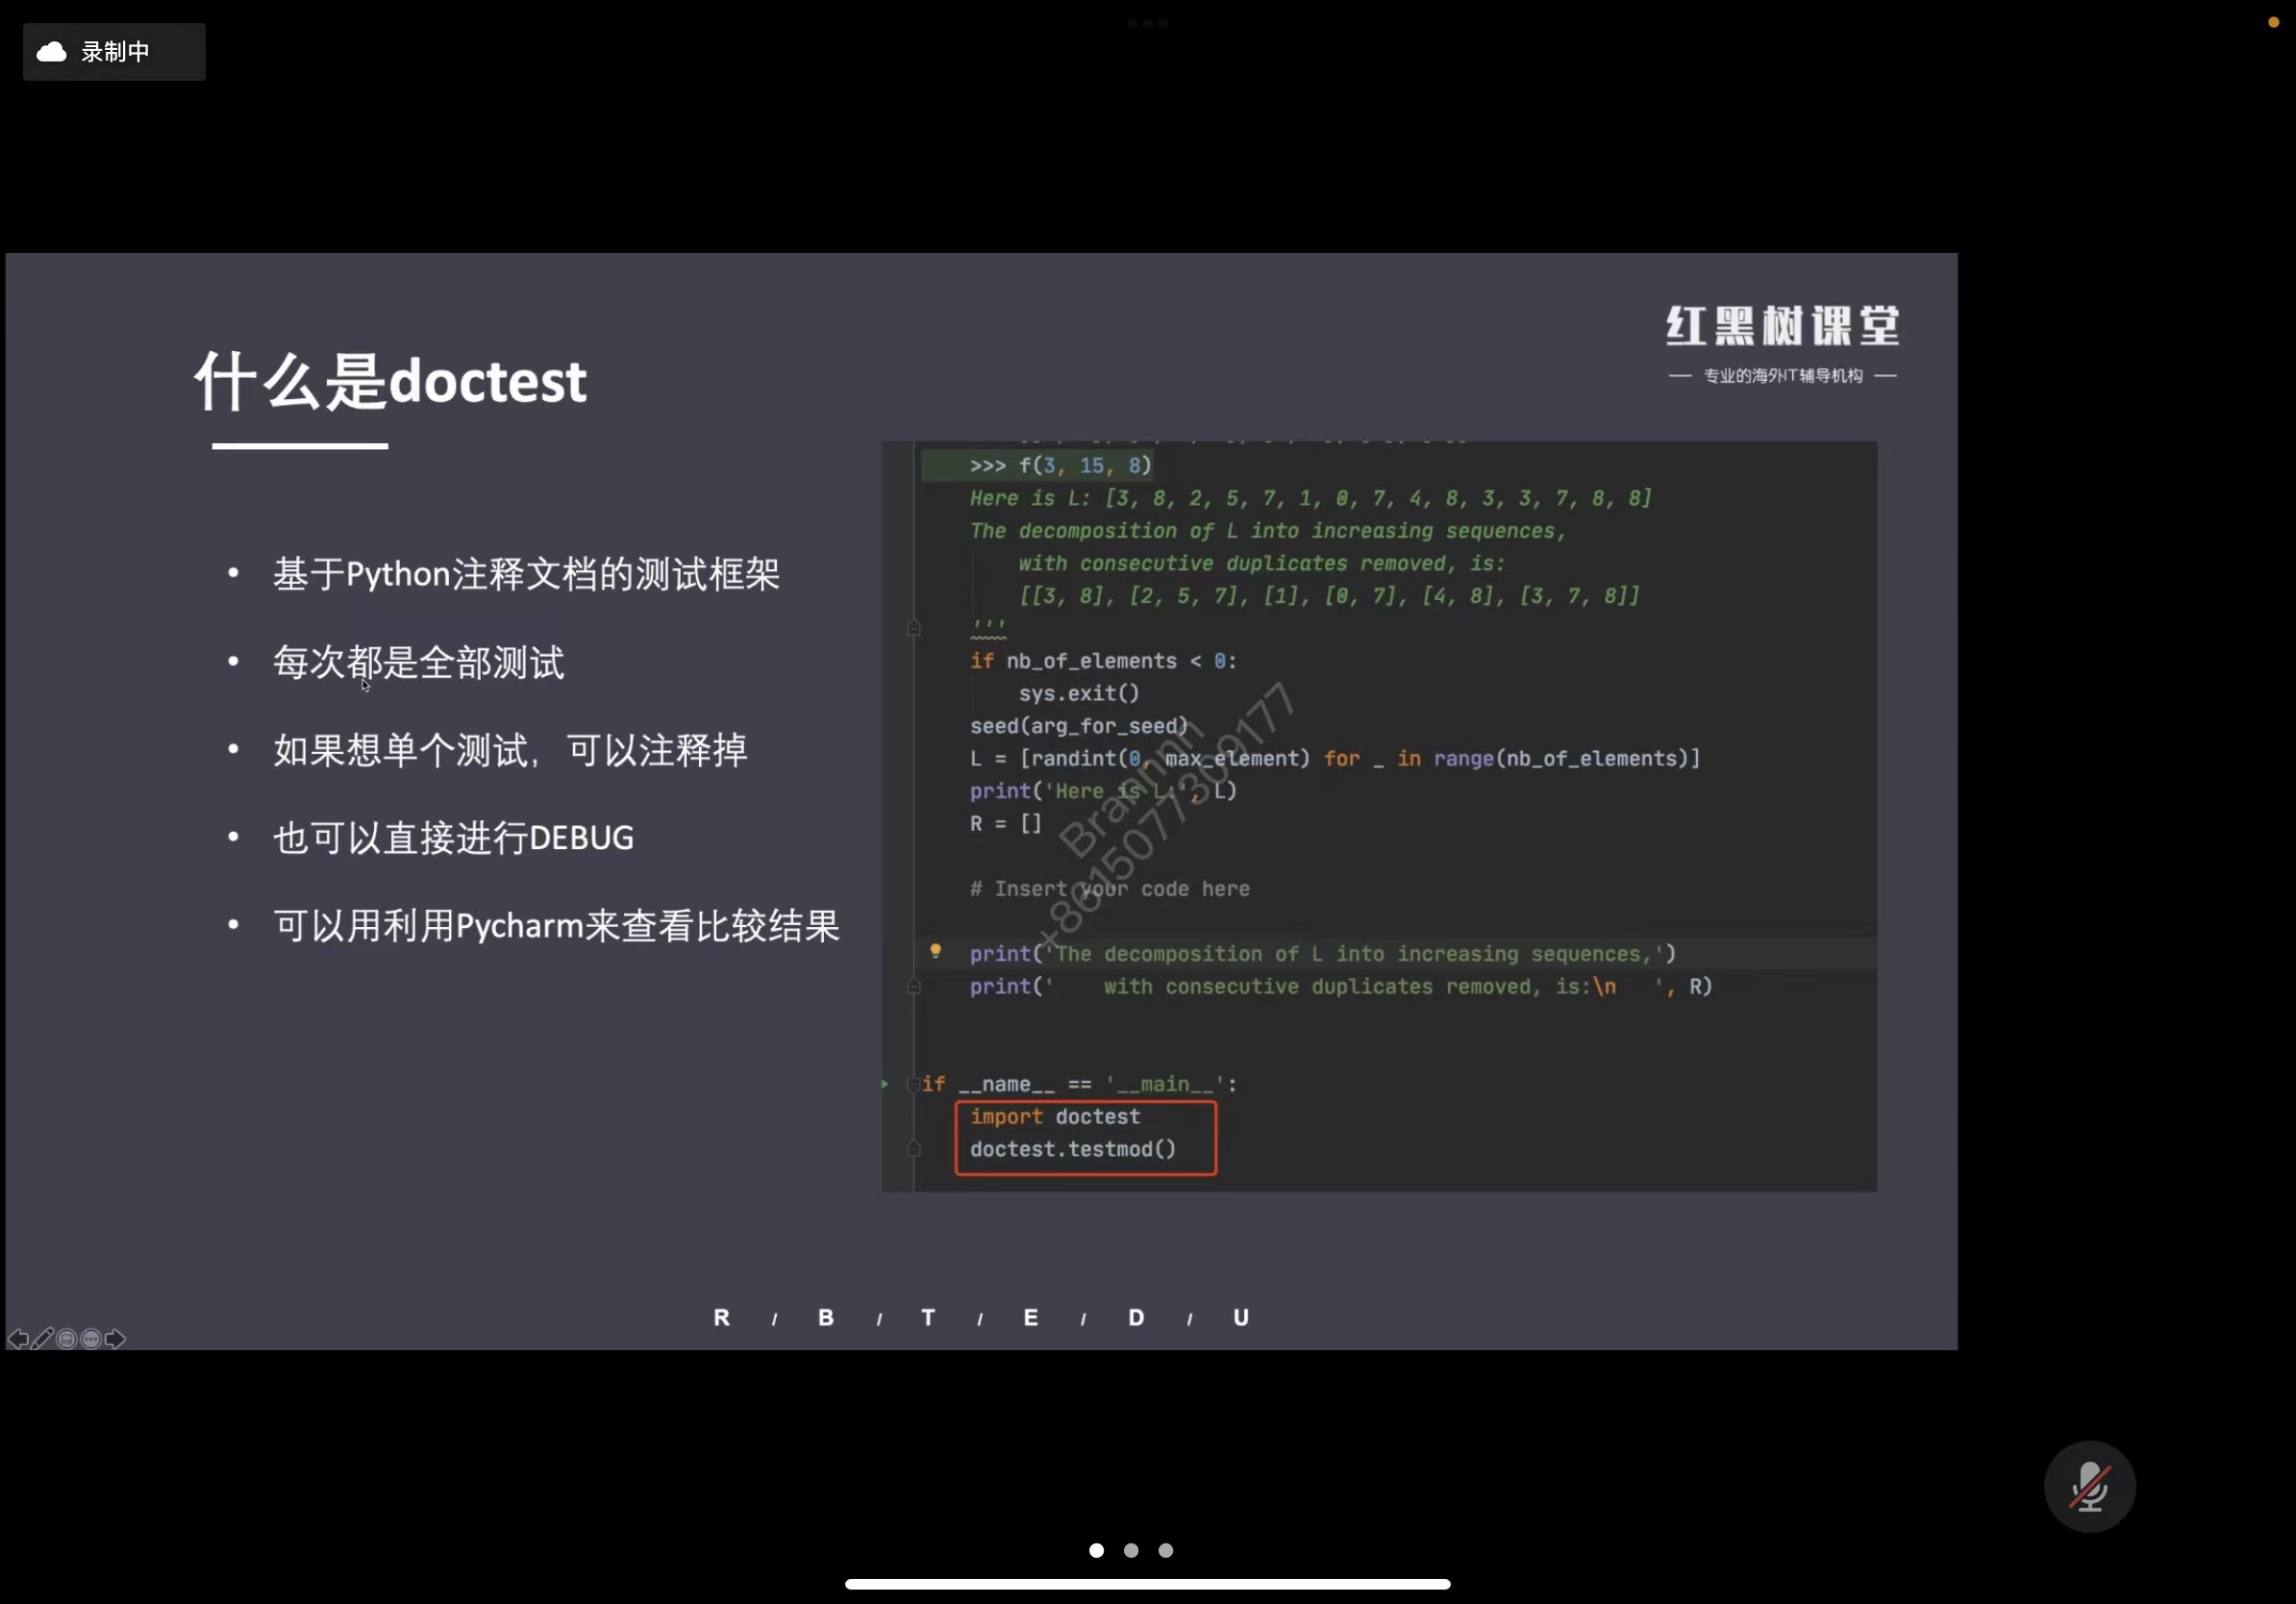 录制中
红黑树课堂
专业的海外IT辅导机构
什么是doctest
基于Python注释文档的测试框架
每次都是全部测试
如果想单个测试，可以注释掉
也可以直接进行DEBUG
可以用利用Pycharm来查看比较结果
>>> f(3, 15, 8)
Here is L: [3, 8, 2, 5, 7, 1, 0, 7, 4, 8, 3, 3, 7, 8, 8]
The decomposition of L into increasing sequences,
    with consecutive duplicates removed, is:
    [[3, 8], [2, 5, 7], [1], [0, 7], [4, 8], [3, 7, 8]]
'''
if nb_of_elements < 0:
    sys.exit()
seed(arg_for_seed)
L = [randint(0, max_element) for _ in range(nb_of_elements)]
print('Here is L:', L)
R = []
# Insert your code here
print('The decomposition of L into increasing sequences,')
print('    with consecutive duplicates removed, is:\n   ', R)
if __name__ == '__main__':
    import doctest
    doctest.testmod()
Brannnn
+8615077309177
R / B / T / E / D / U